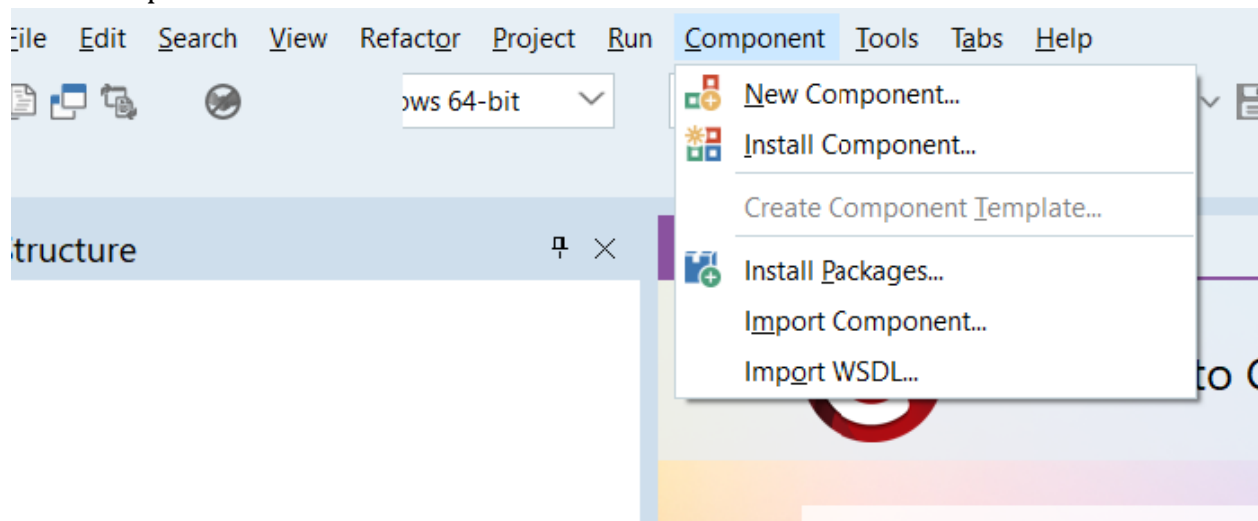 File Edit Search View Refactor Project Run Component Tools Tabs Help
ows 64-bit
New Component...
Install Component...
Create Component Template...
Structure
Install Packages...
Import Component...
Import WSDL...
to